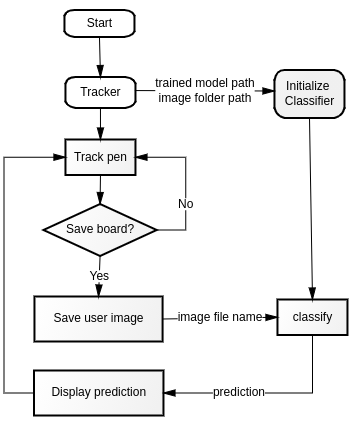 Start
Tracker
trained model path
image folder path
Initialize
Classifier
Track pen
No
Save board?
Yes
Save user image
image file name
classify
Display prediction
prediction